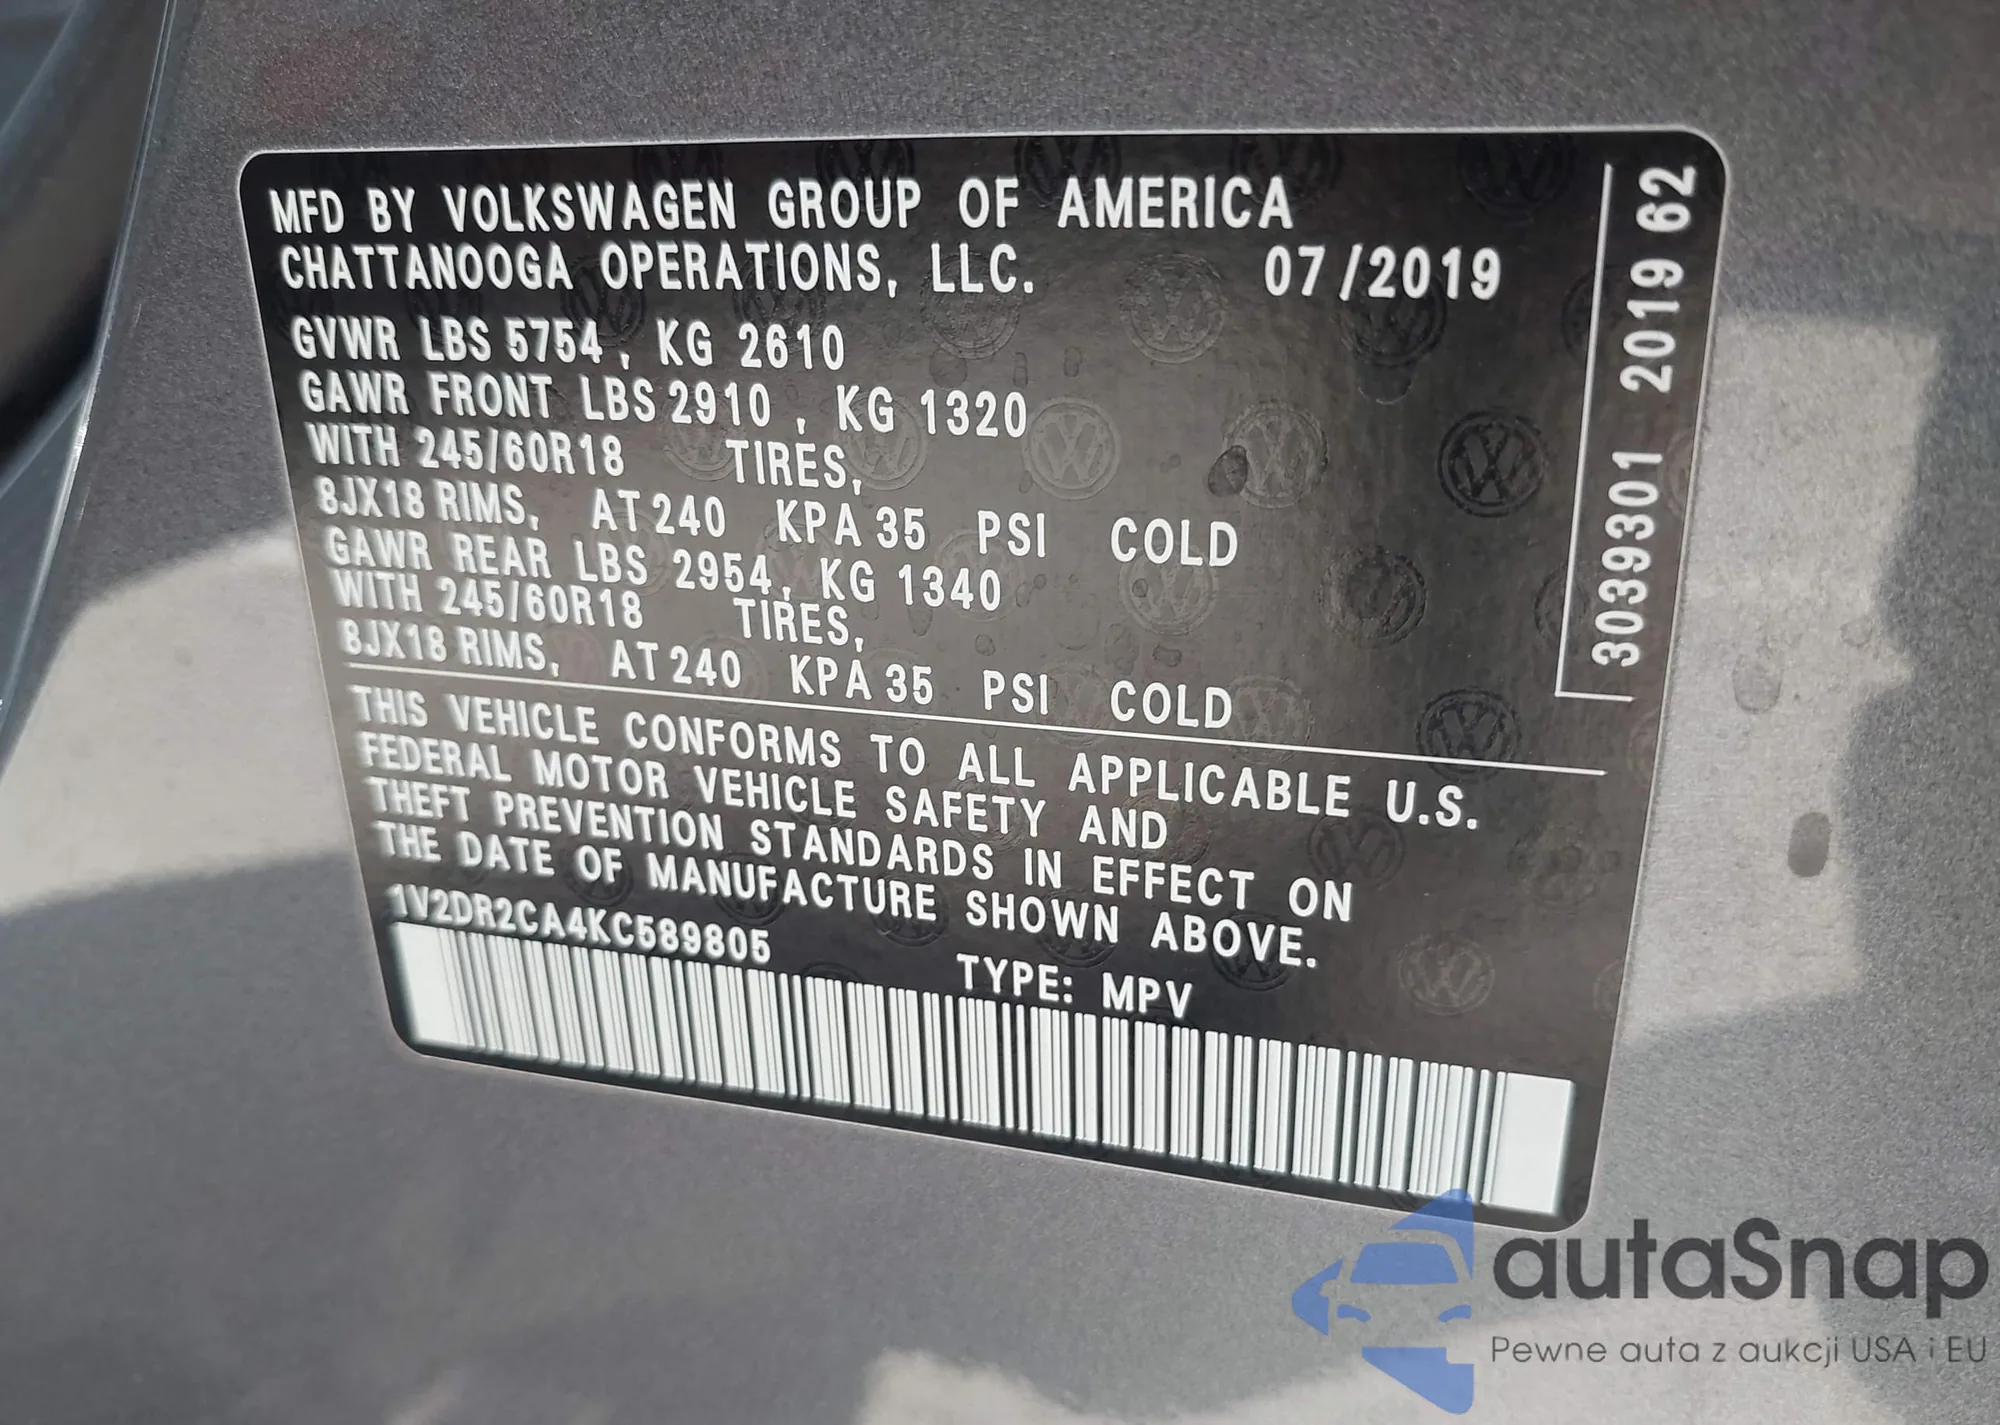 MFD BY VOLKSWAGEN GROUP OF AMERICA
CHATTANOOGA OPERATIONS, LLC. 07/2019
GVWR LBS 5754, KG 2610
GAWR FRONT LBS 2910, KG 1320
WITH 245/60R18 TIRES,
8JX18 RIMS, AT 240 KPA 35 PSI COLD
GAWR REAR LBS 2954, KG 1340
WITH 245/60R18 TIRES,
8JX18 RIMS, AT 240 KPA 35 PSI COLD
THIS VEHICLE CONFORMS TO ALL APPLICABLE U.S.
FEDERAL MOTOR VEHICLE SAFETY AND
THEFT PREVENTION STANDARDS IN EFFECT ON
THE DATE OF MANUFACTURE SHOWN ABOVE.
1V2DR2CA4KC589805 TYPE: MPV
3039301 2019 62
autaSnap
Pewne auta z aukcji USA i EU